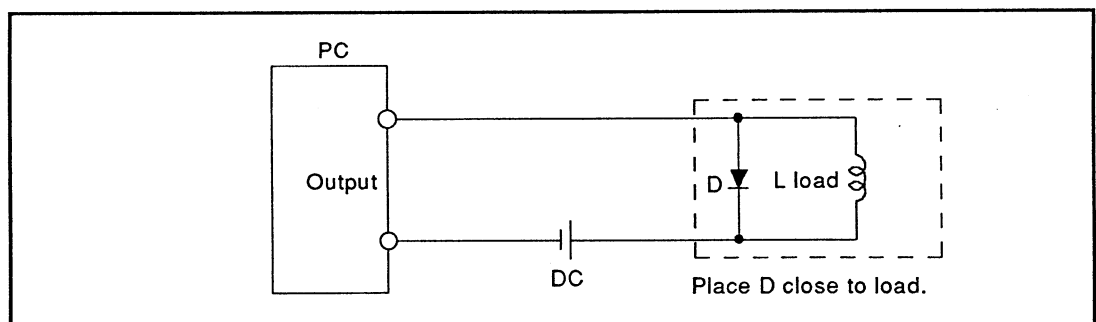 PC
Output
D
L load
DC
Place D close to load.